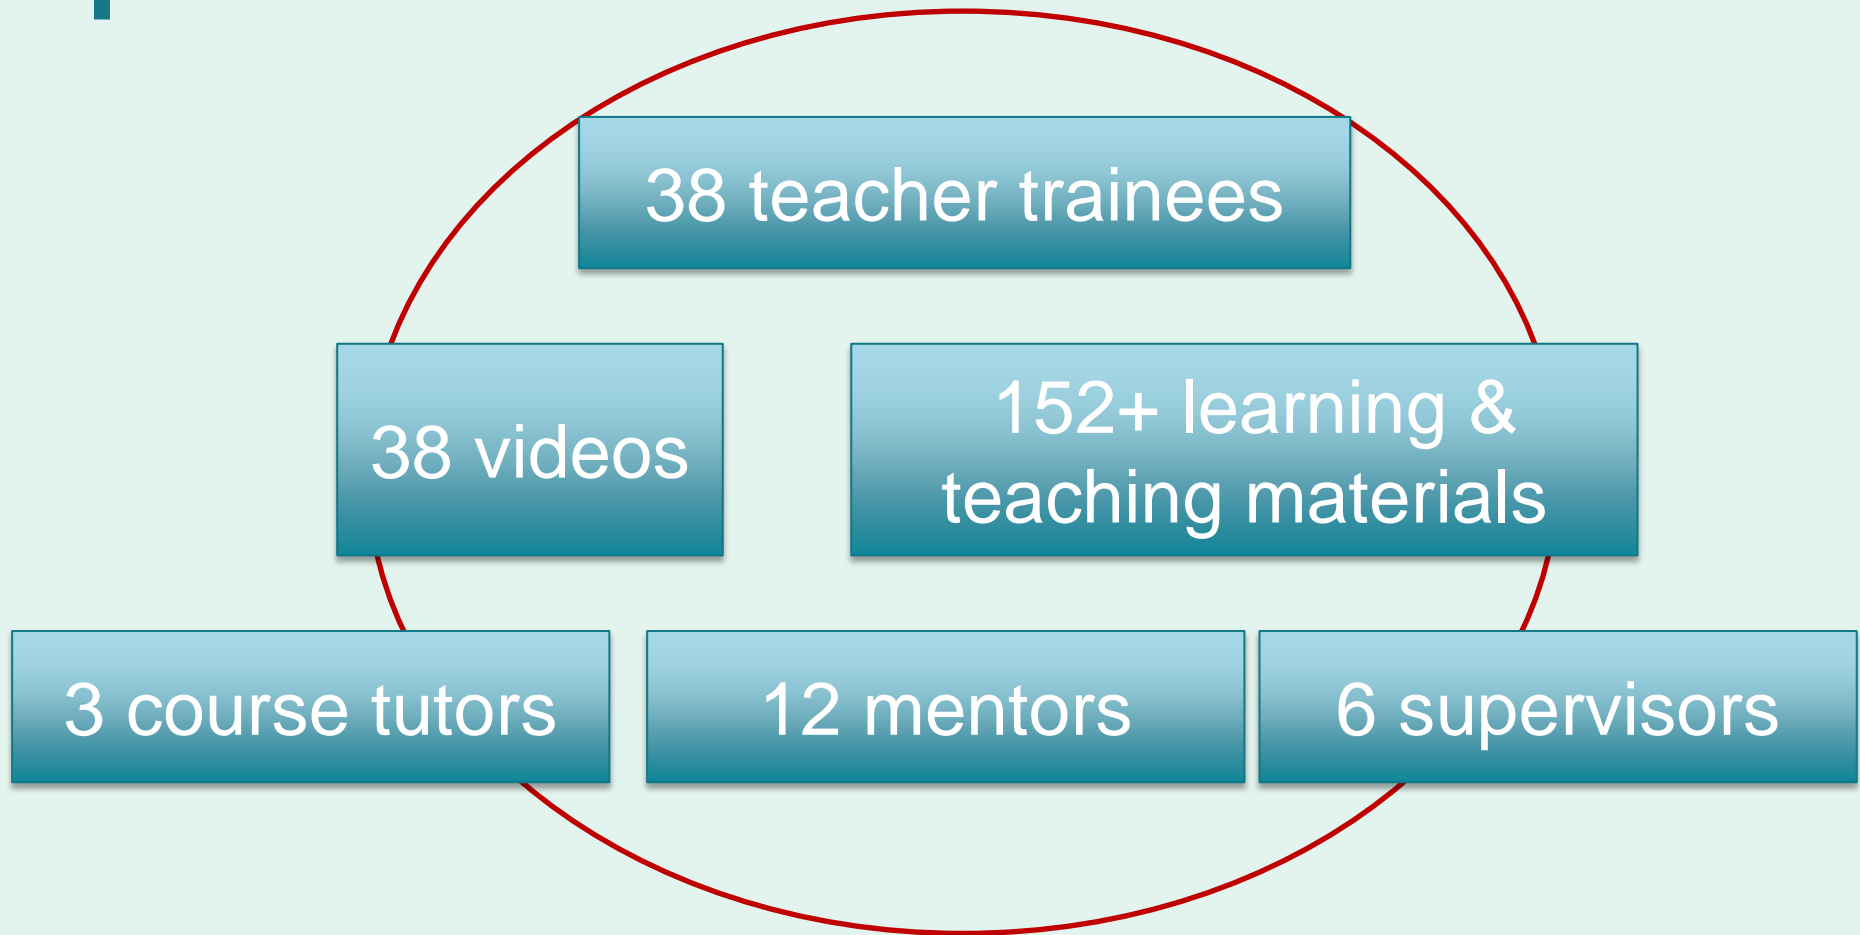 38 teacher trainees
38 videos
152+ learning &
teaching materials
3 course tutors
12 mentors
6 supervisors